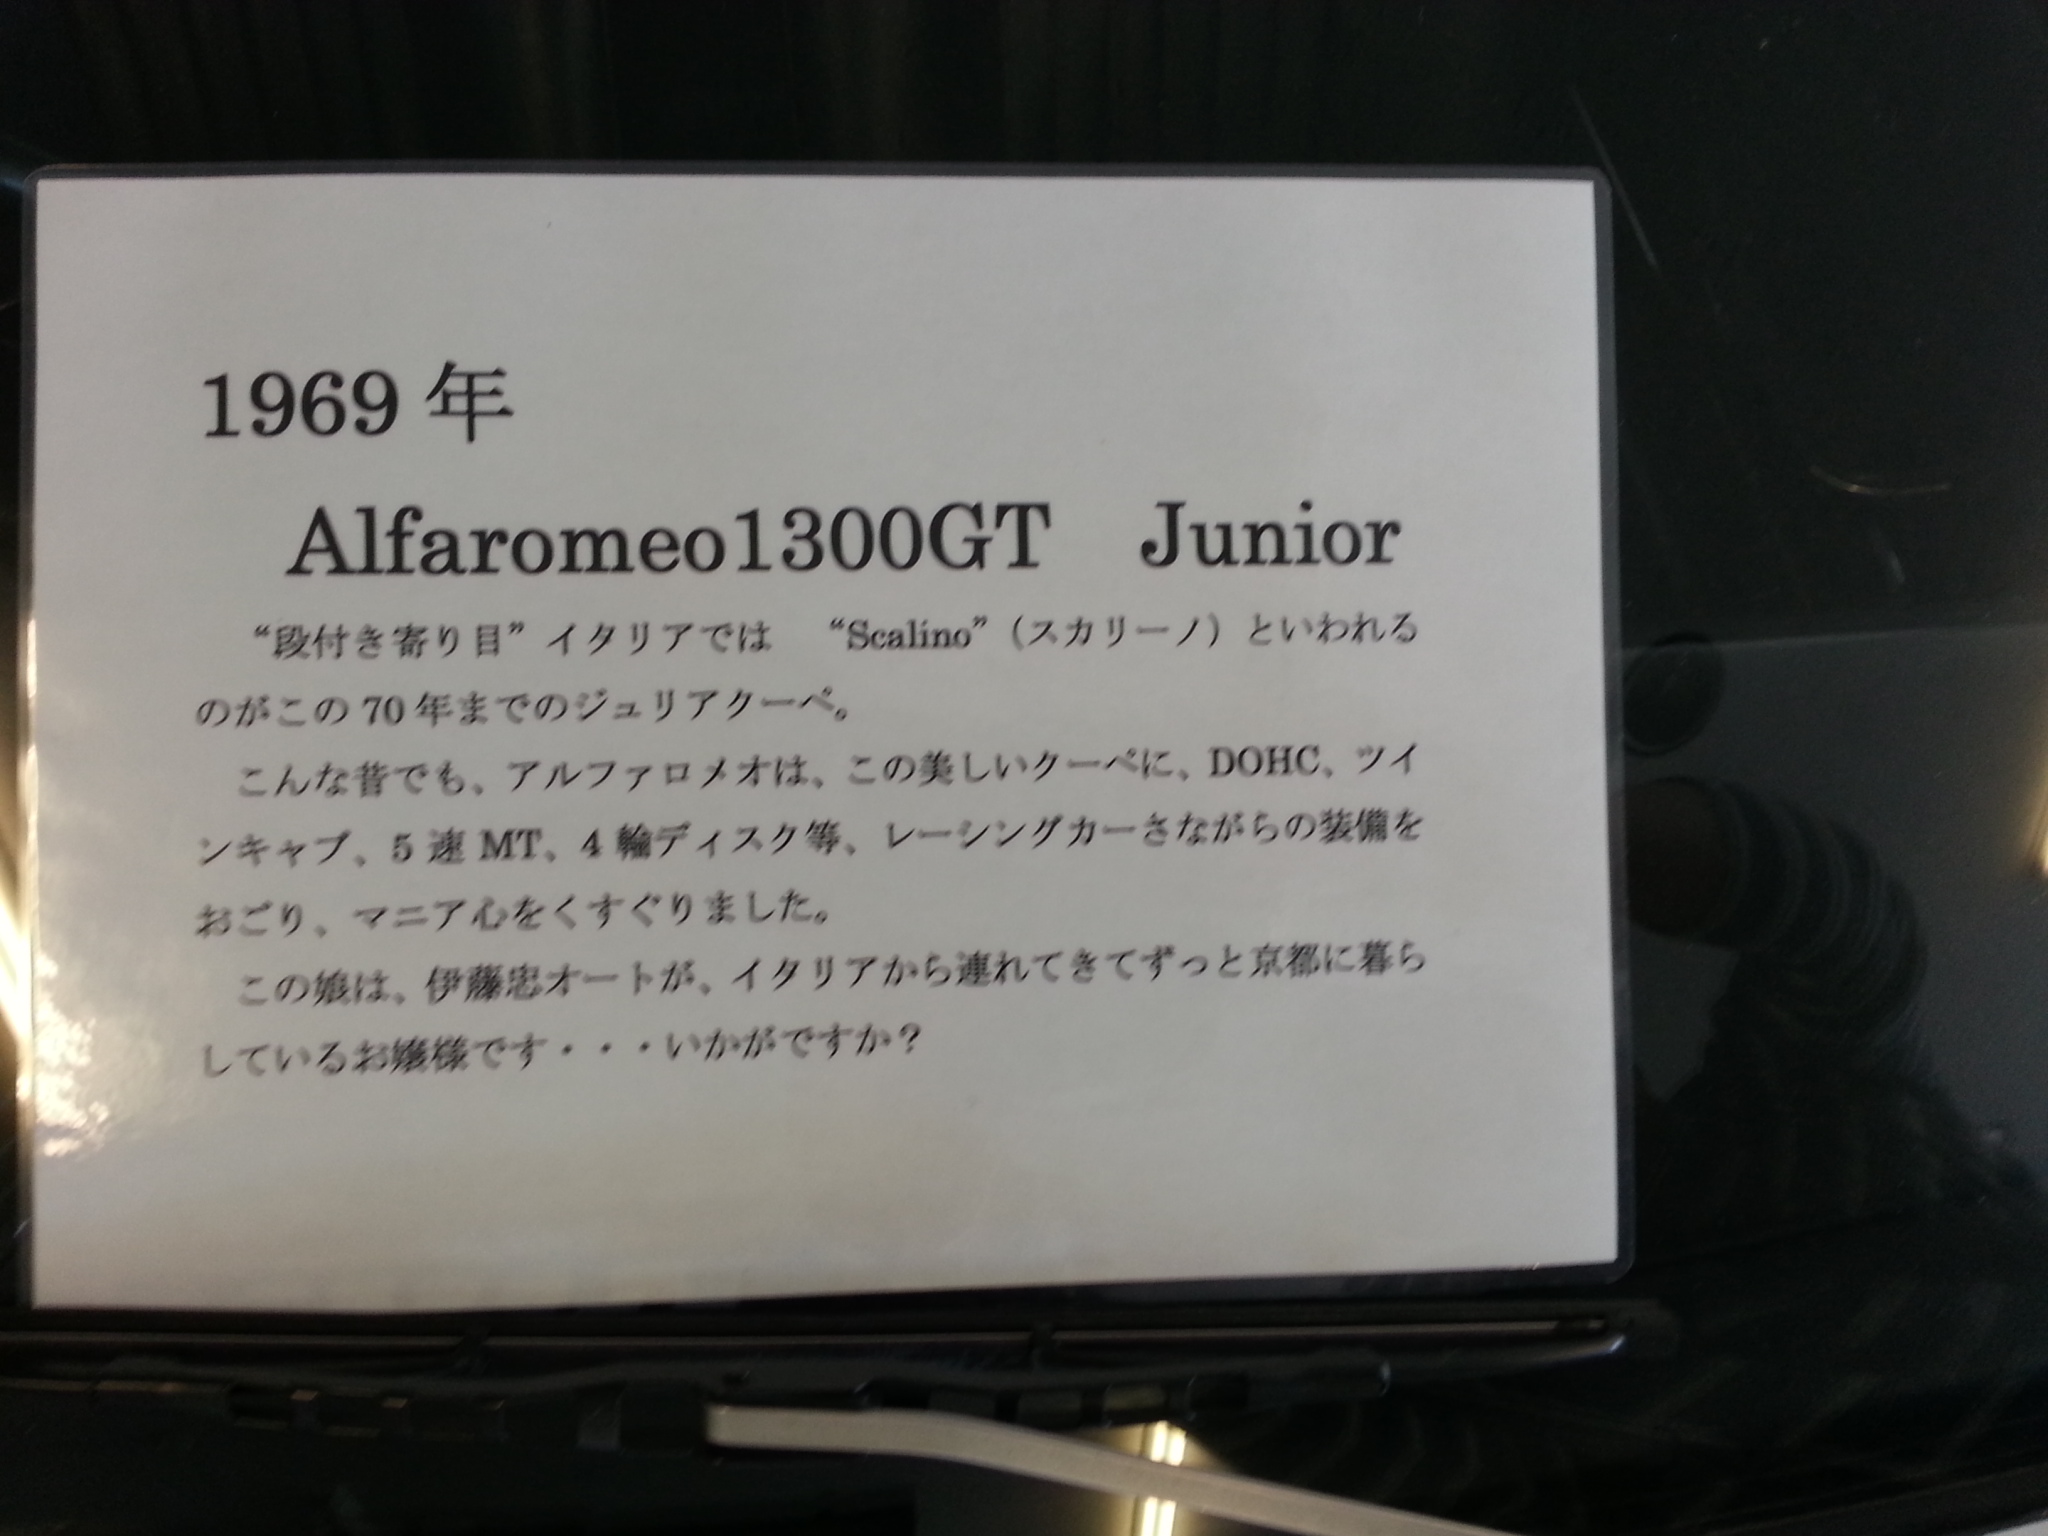 1969 年
Alfaromeo1300GT　Junior
“段付き寄り目”イタリアでは　“Scalino”（スカリーノ）といわれる
のがこの 70 年までのジュリアクーペ。
こんな昔でも、アルファロメオは、この美しいクーペに、DOHC、ツイ
ンキャブ、5 速 MT、4 輪ディスク等、レーシングカーさながらの装備を
おごり、マニア心をくすぐりました。
この娘は、伊藤忠オートが、イタリアから連れてきてずっと京都に暮ら
しているお嬢様です・・・いかがですか？